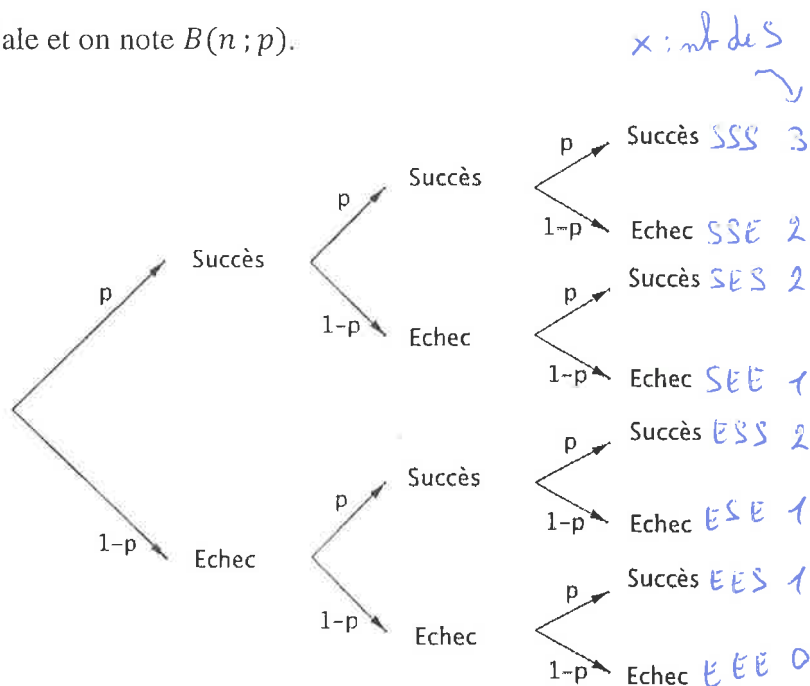 ale et on note B(n ; p).
x : nb de S
p Succès SSS 3
Succès
p
1-p Echec SSE 2
Succès
p Succès SES 2
p
1-p Echec
1-p Echec SEE 1
p Succès ESS 2
Succès
p
1-p Echec ESE 1
1-p Echec
p Succès EES 1
1-p Echec
1-p Echec EEE 0